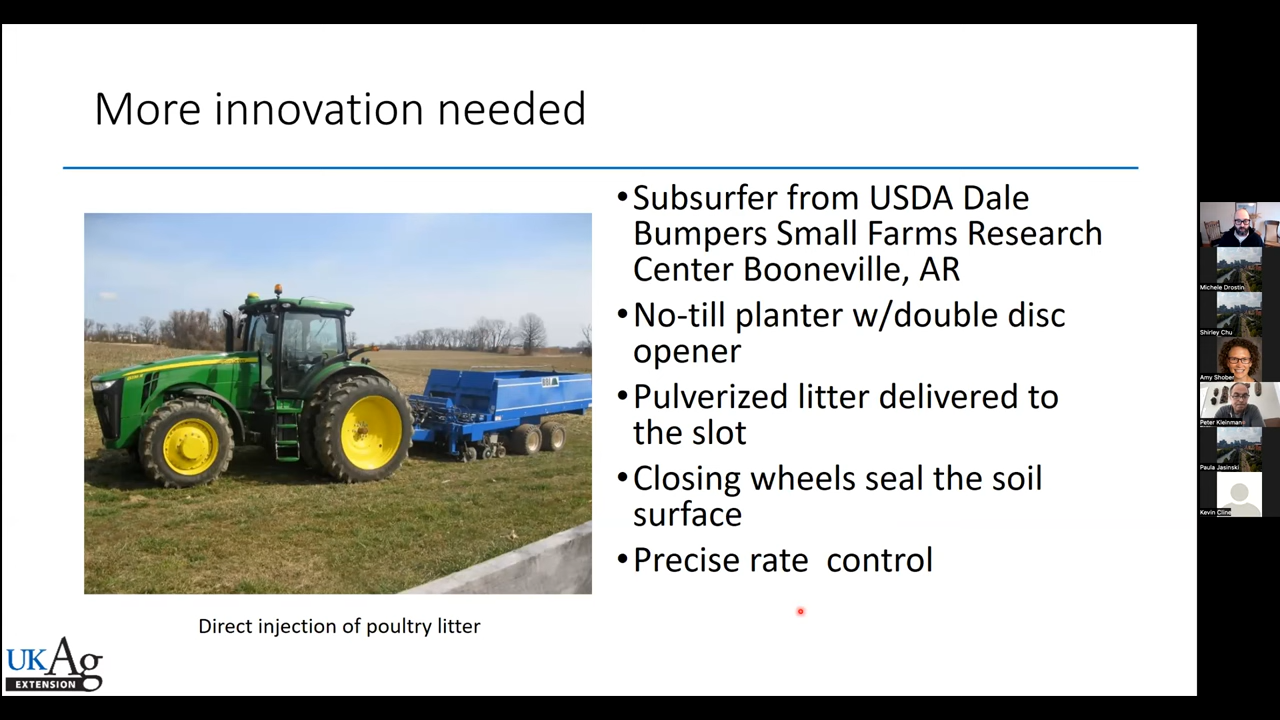 More innovation needed
•Subsurfer from USDA Dale
Bumpers Small Farms Research
Center Booneville, AR
•No-till planter w/double disc
opener
•Pulverized litter delivered to
the slot
•Closing wheels seal the soil
surface
•Precise rate  control
Direct injection of poultry litter
UKAg
EXTENSION
Michele Drostin
Shirley Chu
Amy Shober
Peter Kleinman
Paula Jasinski
Kevin Cline